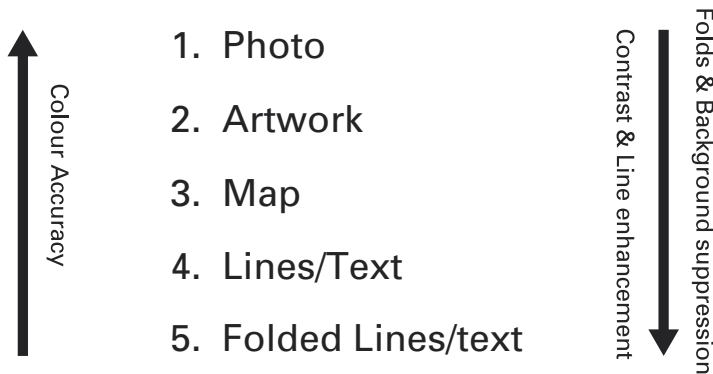 Colour Accuracy
1. Photo
2. Artwork
3. Map
4. Lines/Text
5. Folded Lines/text
Contrast & Line enhancement
Folds & Background suppression